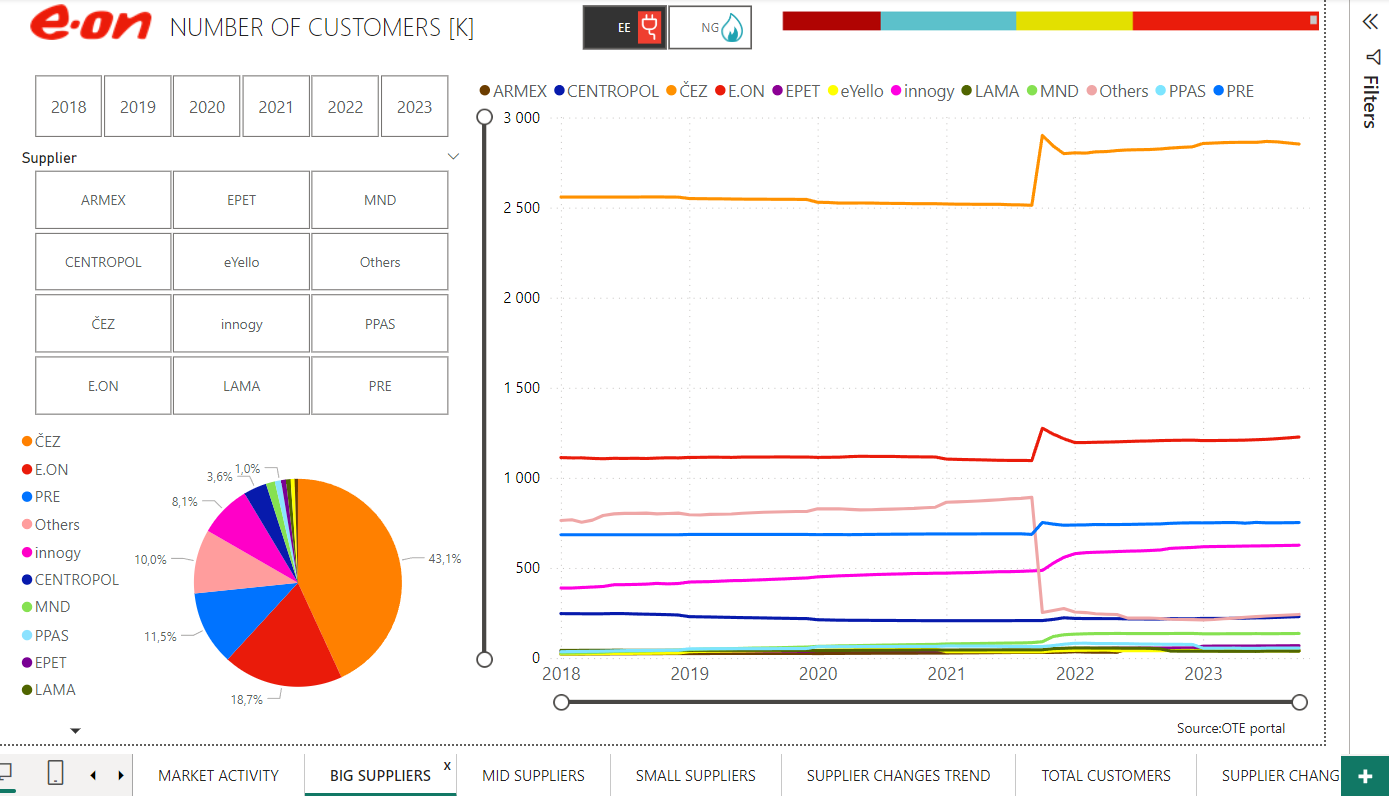 e·on NUMBER OF CUSTOMERS [K]
EE
NG
Filters
2018 2019 2020 2021 2022 2023
Supplier
ARMEX EPET MND
CENTROPOL eYello Others
ČEZ innogy PPAS
E.ON LAMA PRE
ČEZ
E.ON
PRE
Others
innogy
CENTROPOL
MND
PPAS
EPET
LAMA
1,0%
3,6%
8,1%
10,0%
11,5%
18,7%
43,1%
ARMEX CENTROPOL ČEZ E.ON EPET eYello innogy LAMA MND Others PPAS PRE
3 000
2 500
2 000
1 500
1 000
500
0
2018 2019 2020 2021 2022 2023
Source:OTE portal
MARKET ACTIVITY BIG SUPPLIERS x MID SUPPLIERS SMALL SUPPLIERS SUPPLIER CHANGES TREND TOTAL CUSTOMERS SUPPLIER CHANG